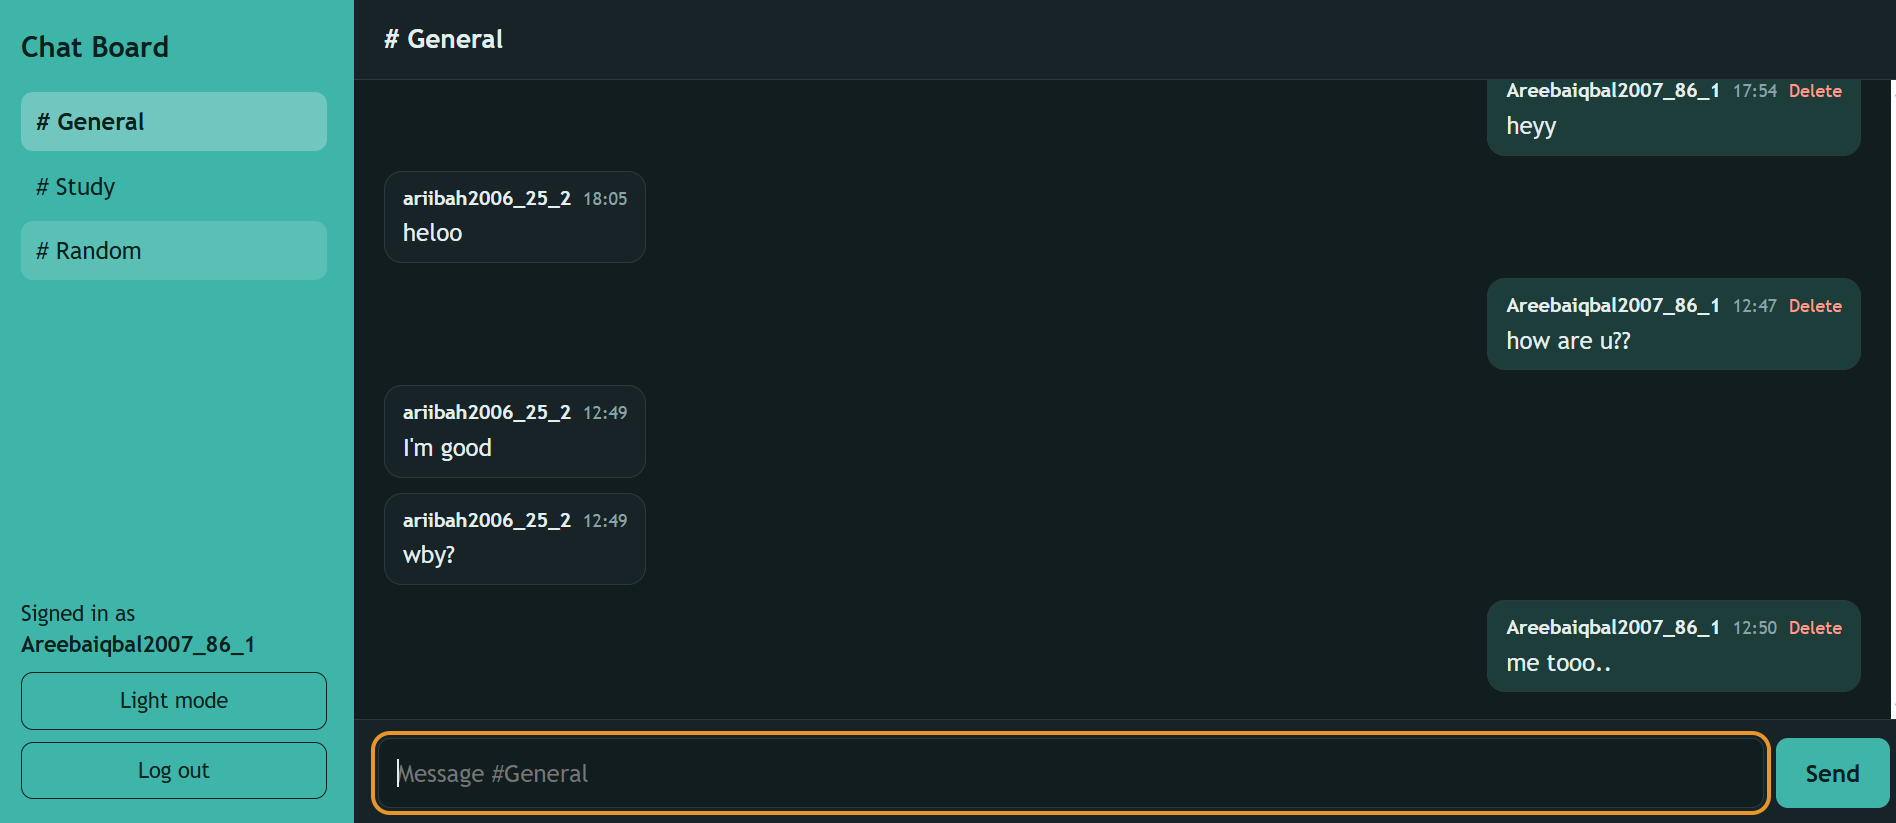 Chat Board
# General
# Study
# Random
Signed in as
Areebaiqbal2007_86_1
Light mode
Log out
# General
Areebaiqbal2007_86_1 17:54 Delete
heyy
ariibah2006_25_2 18:05
heloo
Areebaiqbal2007_86_1 12:47 Delete
how are u??
ariibah2006_25_2 12:49
I'm good
ariibah2006_25_2 12:49
wby?
Areebaiqbal2007_86_1 12:50 Delete
me tooo..
Message #General
Send